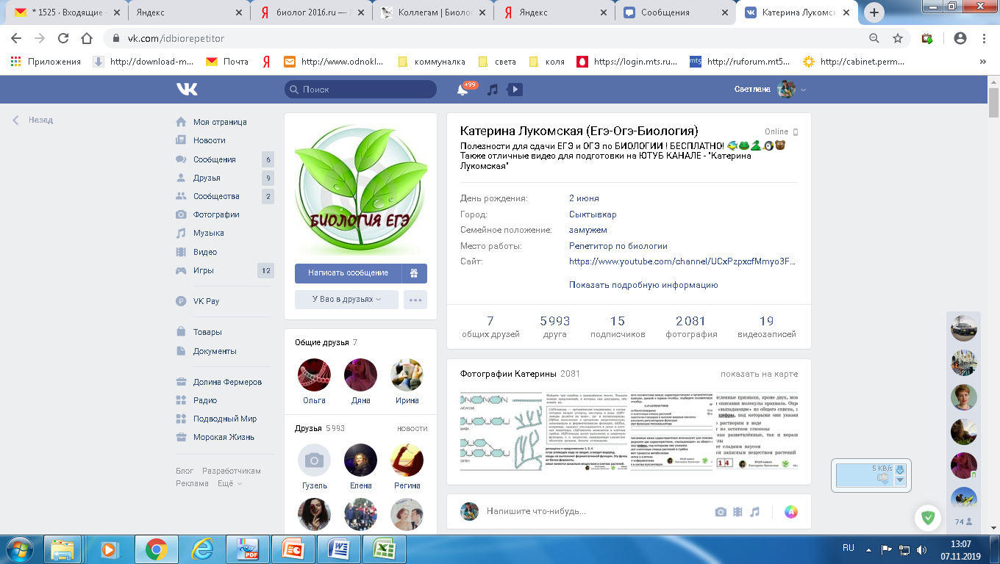 * 1525 · Входящие -
Яндекс
биолог 2016.ru — 
Коллегам | Биоло
Яндекс
Сообщения
Катерина Лукомск
vk.com/idbiorepetitor
Приложения
http://download-m...
Почта
http://www.odnokl...
коммуналка
света
коля
https://login.mts.ru...
http://ruforum.mt5...
http://cabinet.perm...
»
Поиск
+99
Светлана
Назад
Моя страница
Новости
Сообщения 6
Друзья 9
Сообщества 2
Фотографии
Музыка
Видео
Игры 12
VK Pay
Товары
Документы
Долина Фермеров
Радио
Подводный Мир
Морская Жизнь
Блог Разработчикам
Реклама Ещё
БИОЛОГИЯ ЕГЭ
Написать сообщение
У Вас в друзьях
Общие друзья 7
Ольга
Дяна
Ирина
Друзья 5993
новости
Гузель
Елена
Регина
Катерина Лукомская (Егэ-Огэ-Биология)
Online
Полезности для сдачи ЕГЭ и ОГЭ по БИОЛОГИИ ! БЕСПЛАТНО!
Также отличные видео для подготовки на ЮТУБ КАНАЛЕ - "Катерина
Лукомская"
День рождения: 2 июня
Город: Сыктывкар
Семейное положение: замужем
Место работы: Репетитор по биологии
Сайт: https://www.youtube.com/channel/UCxPzpxcfMmyo3F...
Показать подробную информацию
7 5993 15 2081 19
общих друзей друга подписчиков фотография видеозаписей
Фотографии Катерины 2081
показать на карте
Напишите что-нибудь...
5 KB/s
74
RU
13:07
07.11.2019